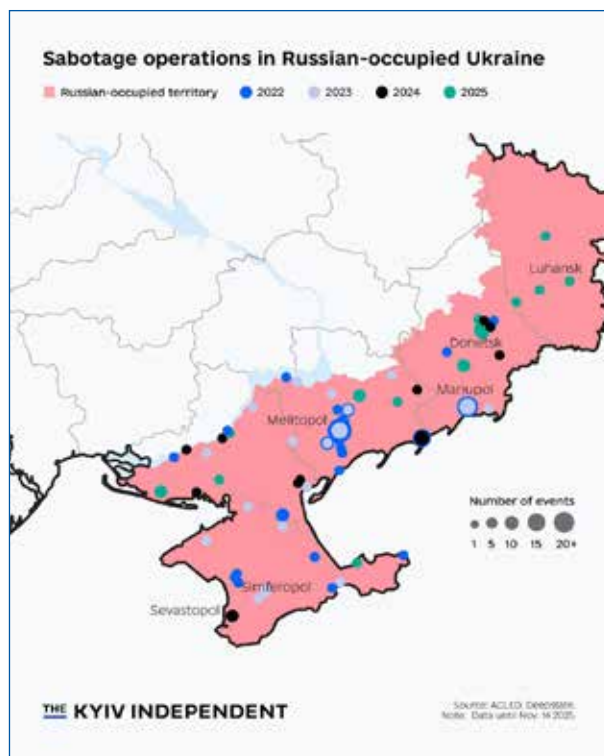 Sabotage operations in Russian-occupied Ukraine
Russian-occupied territory 2022 2023 2024 2025
Luhansk
Donetsk
Mariupol
Melitopol
Number of events
1 5 10 15 20+
Simferopol
Sevastopol
THE KYIV INDEPENDENT
Source: ACLED, DeepState.
Note: Data until Nov. 14 2025.